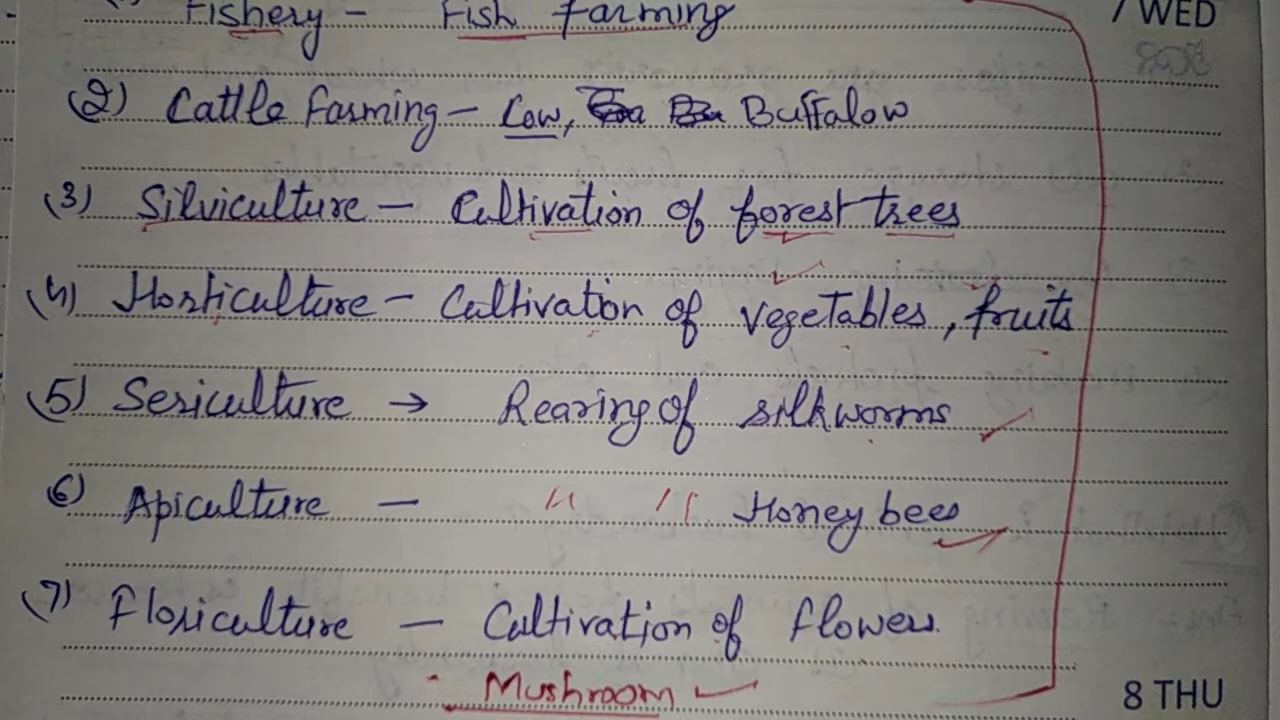 Fishery - Fish farming
7 WED
(2) Cattle farming - Cow, Buffalow
(3) Silviculture - Cultivation of forest trees
(4) Horticulture - Cultivation of vegetables, fruits
(5) Sericulture → Rearing of silkworms
(6) Apiculture - " " Honey bees
(7) Floriculture - Cultivation of flowers.
Mushroom
8 THU